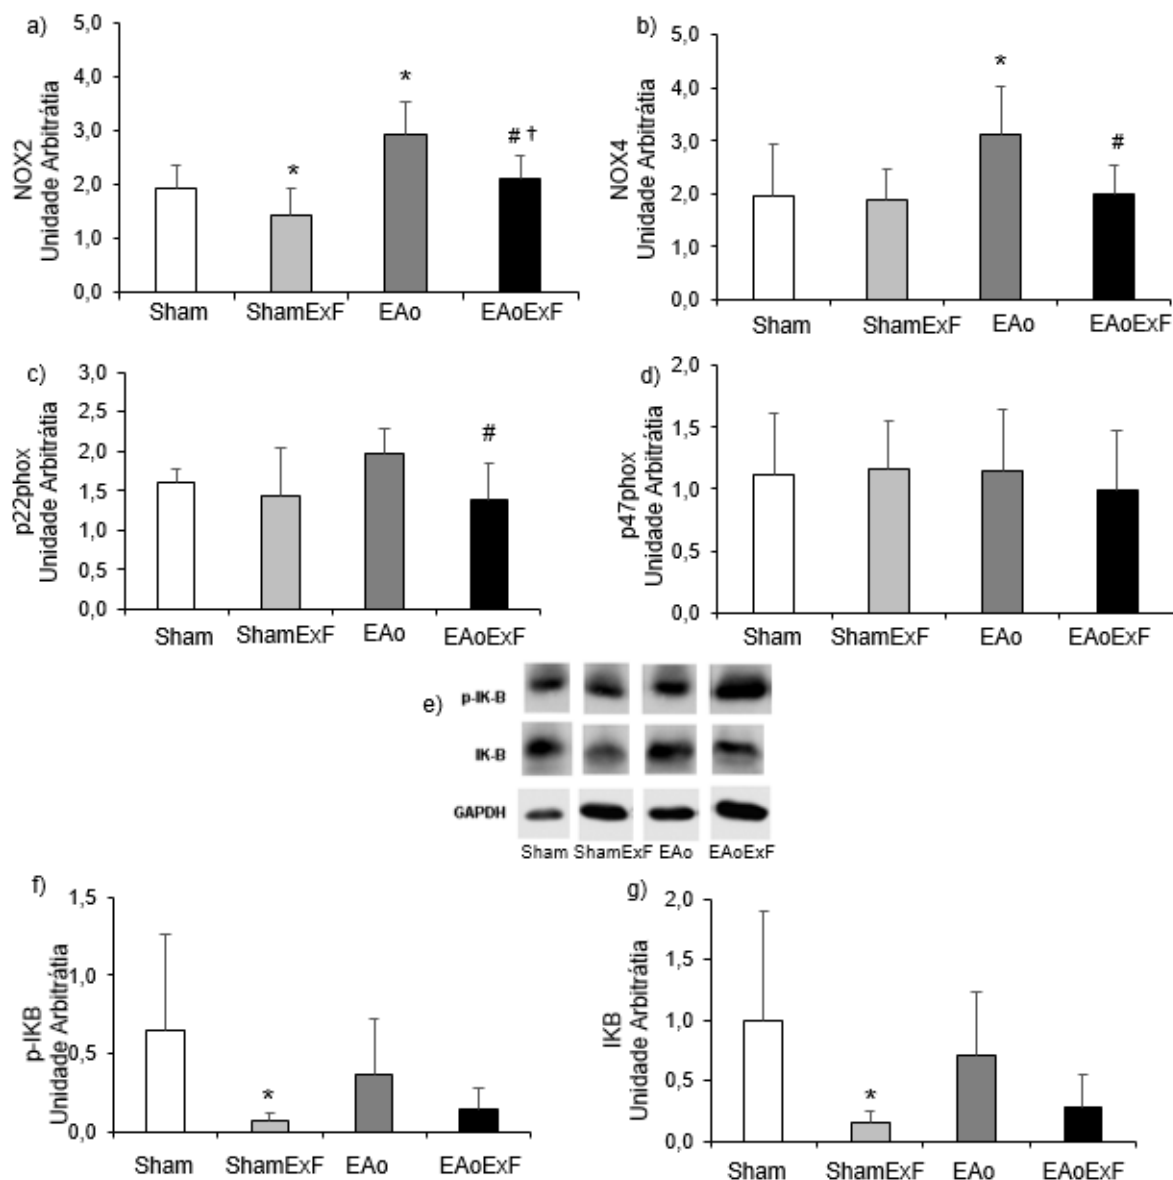 a)
NOX2
Unidade Arbitrátia
5,0
4,0
3,0
2,0
1,0
0,0
*
*
# †
Sham
ShamExF
EAo
EAoExF
b)
NOX4
Unidade Arbitrátia
5,0
4,0
3,0
2,0
1,0
0,0
*
#
Sham
ShamExF
EAo
EAoExF
c)
p22phox
Unidade Arbitrátia
3,0
2,5
2,0
1,5
1,0
0,5
0,0
#
Sham
ShamExF
EAo
EAoExF
d)
p47phox
Unidade Arbitrátia
2,0
1,5
1,0
0,5
0,0
Sham
ShamExF
EAo
EAoExF
e)
p-IK-B
IK-B
GAPDH
Sham ShamExF EAo EAoExF
f)
p-IKB
Unidade Arbitrátia
1,5
1,0
0,5
0,0
*
Sham
ShamExF
EAo
EAoExF
g)
IKB
Unidade Arbitrátia
2,0
1,5
1,0
0,5
0,0
*
Sham
ShamExF
EAo
EAoExF